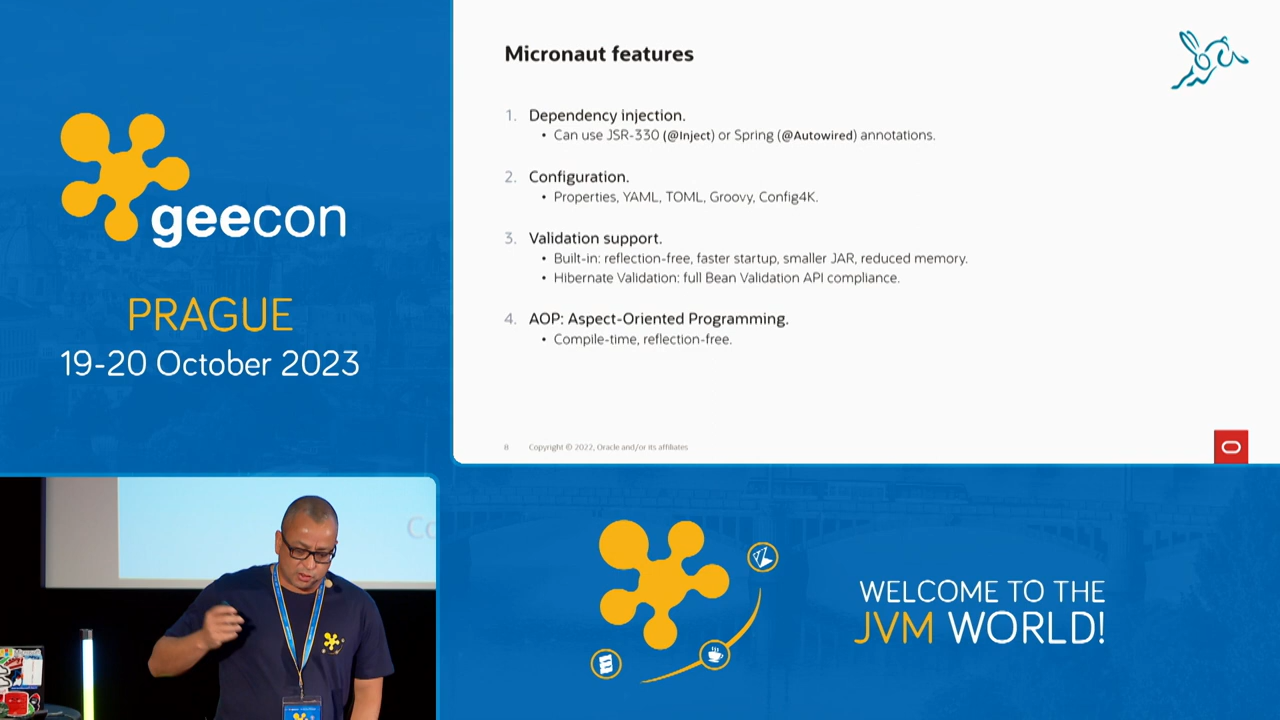 geecon
PRAGUE
19-20 October 2023
Micronaut features
1. Dependency injection.
• Can use JSR-330 (@Inject) or Spring (@Autowired) annotations.
2. Configuration.
• Properties, YAML, TOML, Groovy, Config4K.
3. Validation support.
• Built-in: reflection-free, faster startup, smaller JAR, reduced memory.
• Hibernate Validation: full Bean Validation API compliance.
4. AOP: Aspect-Oriented Programming.
• Compile-time, reflection-free.
8 Copyright © 2022, Oracle and/or its affiliates
Co
WELCOME TO THE
JVM WORLD!